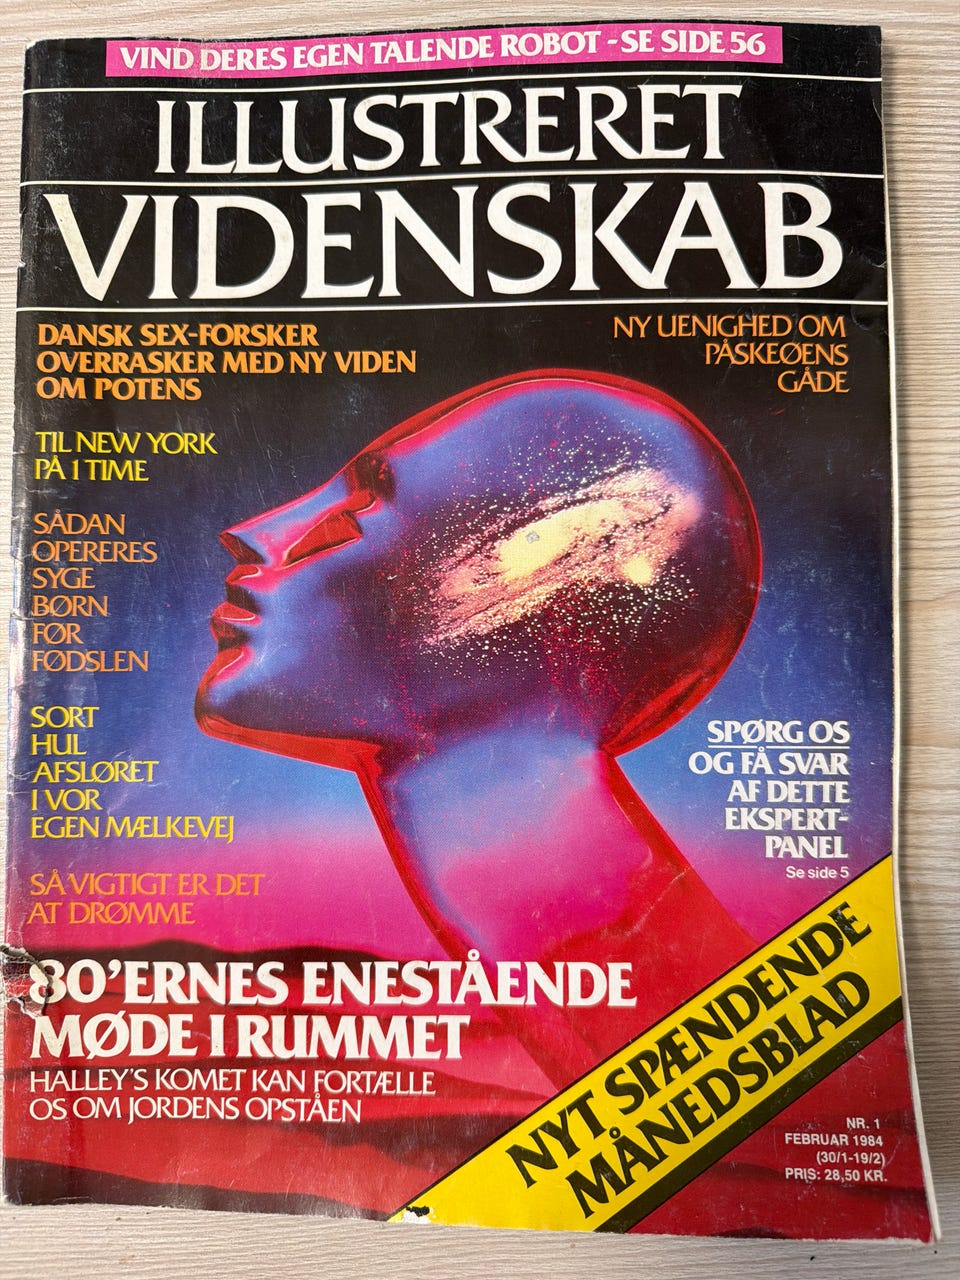 VIND DERES EGEN TALENDE ROBOT - SE SIDE 56
ILLUSTRERET
VIDENSKAB
DANSK SEX-FORSKER
OVERRASKER MED NY VIDEN
OM POTENS
NY UENIGHED OM
PÅSKEØENS
GÅDE
TIL NEW YORK
PÅ 1 TIME
SÅDAN
OPERERES
SYGE
BØRN
FØR
FØDSLEN
SORT
HUL
AFSLØRET
I VOR
EGEN MÆLKEVEJ
SÅ VIGTIGT ER DET
AT DRØMME
SPØRG OS
OG FÅ SVAR
AF DETTE
EKSPERT-
PANEL
Se side 5
80'ERNES ENESTÅENDE
MØDE I RUMMET
HALLEY'S KOMET KAN FORTÆLLE
OS OM JORDENS OPSTÅEN
NYT SPÆNDENDE
MÅNEDSBLAD
NR. 1
FEBRUAR 1984
(30/1-19/2)
PRIS: 28,50 KR.